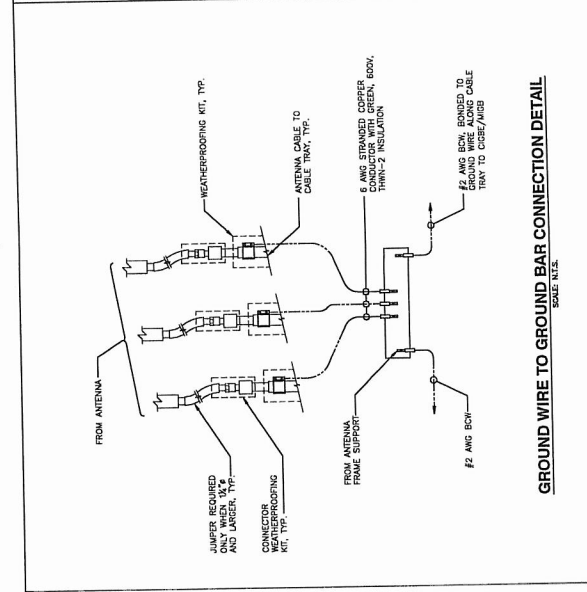 FROM ANTENNA
WEATHERPROOFING KIT, TYP.
ANTENNA CABLE TO
CABLE TRAY, TYP.
JUMPER REQUIRED
ONLY WHEN 1¼"ø
AND LARGER, TYP.
CONNECTOR
WEATHERPROOFING
KIT, TYP.
6 AWG STRANDED COPPER
CONDUCTOR WITH GREEN, 600V,
THWN-2 INSULATION
FROM ANTENNA
FRAME SUPPORT
#2 AWG BCW
#2 AWG BCW, BONDED TO
GROUND WIRE ALONG CABLE
TRAY TO CIGBE/MIGB
GROUND WIRE TO GROUND BAR CONNECTION DETAIL
SCALE: N.T.S.